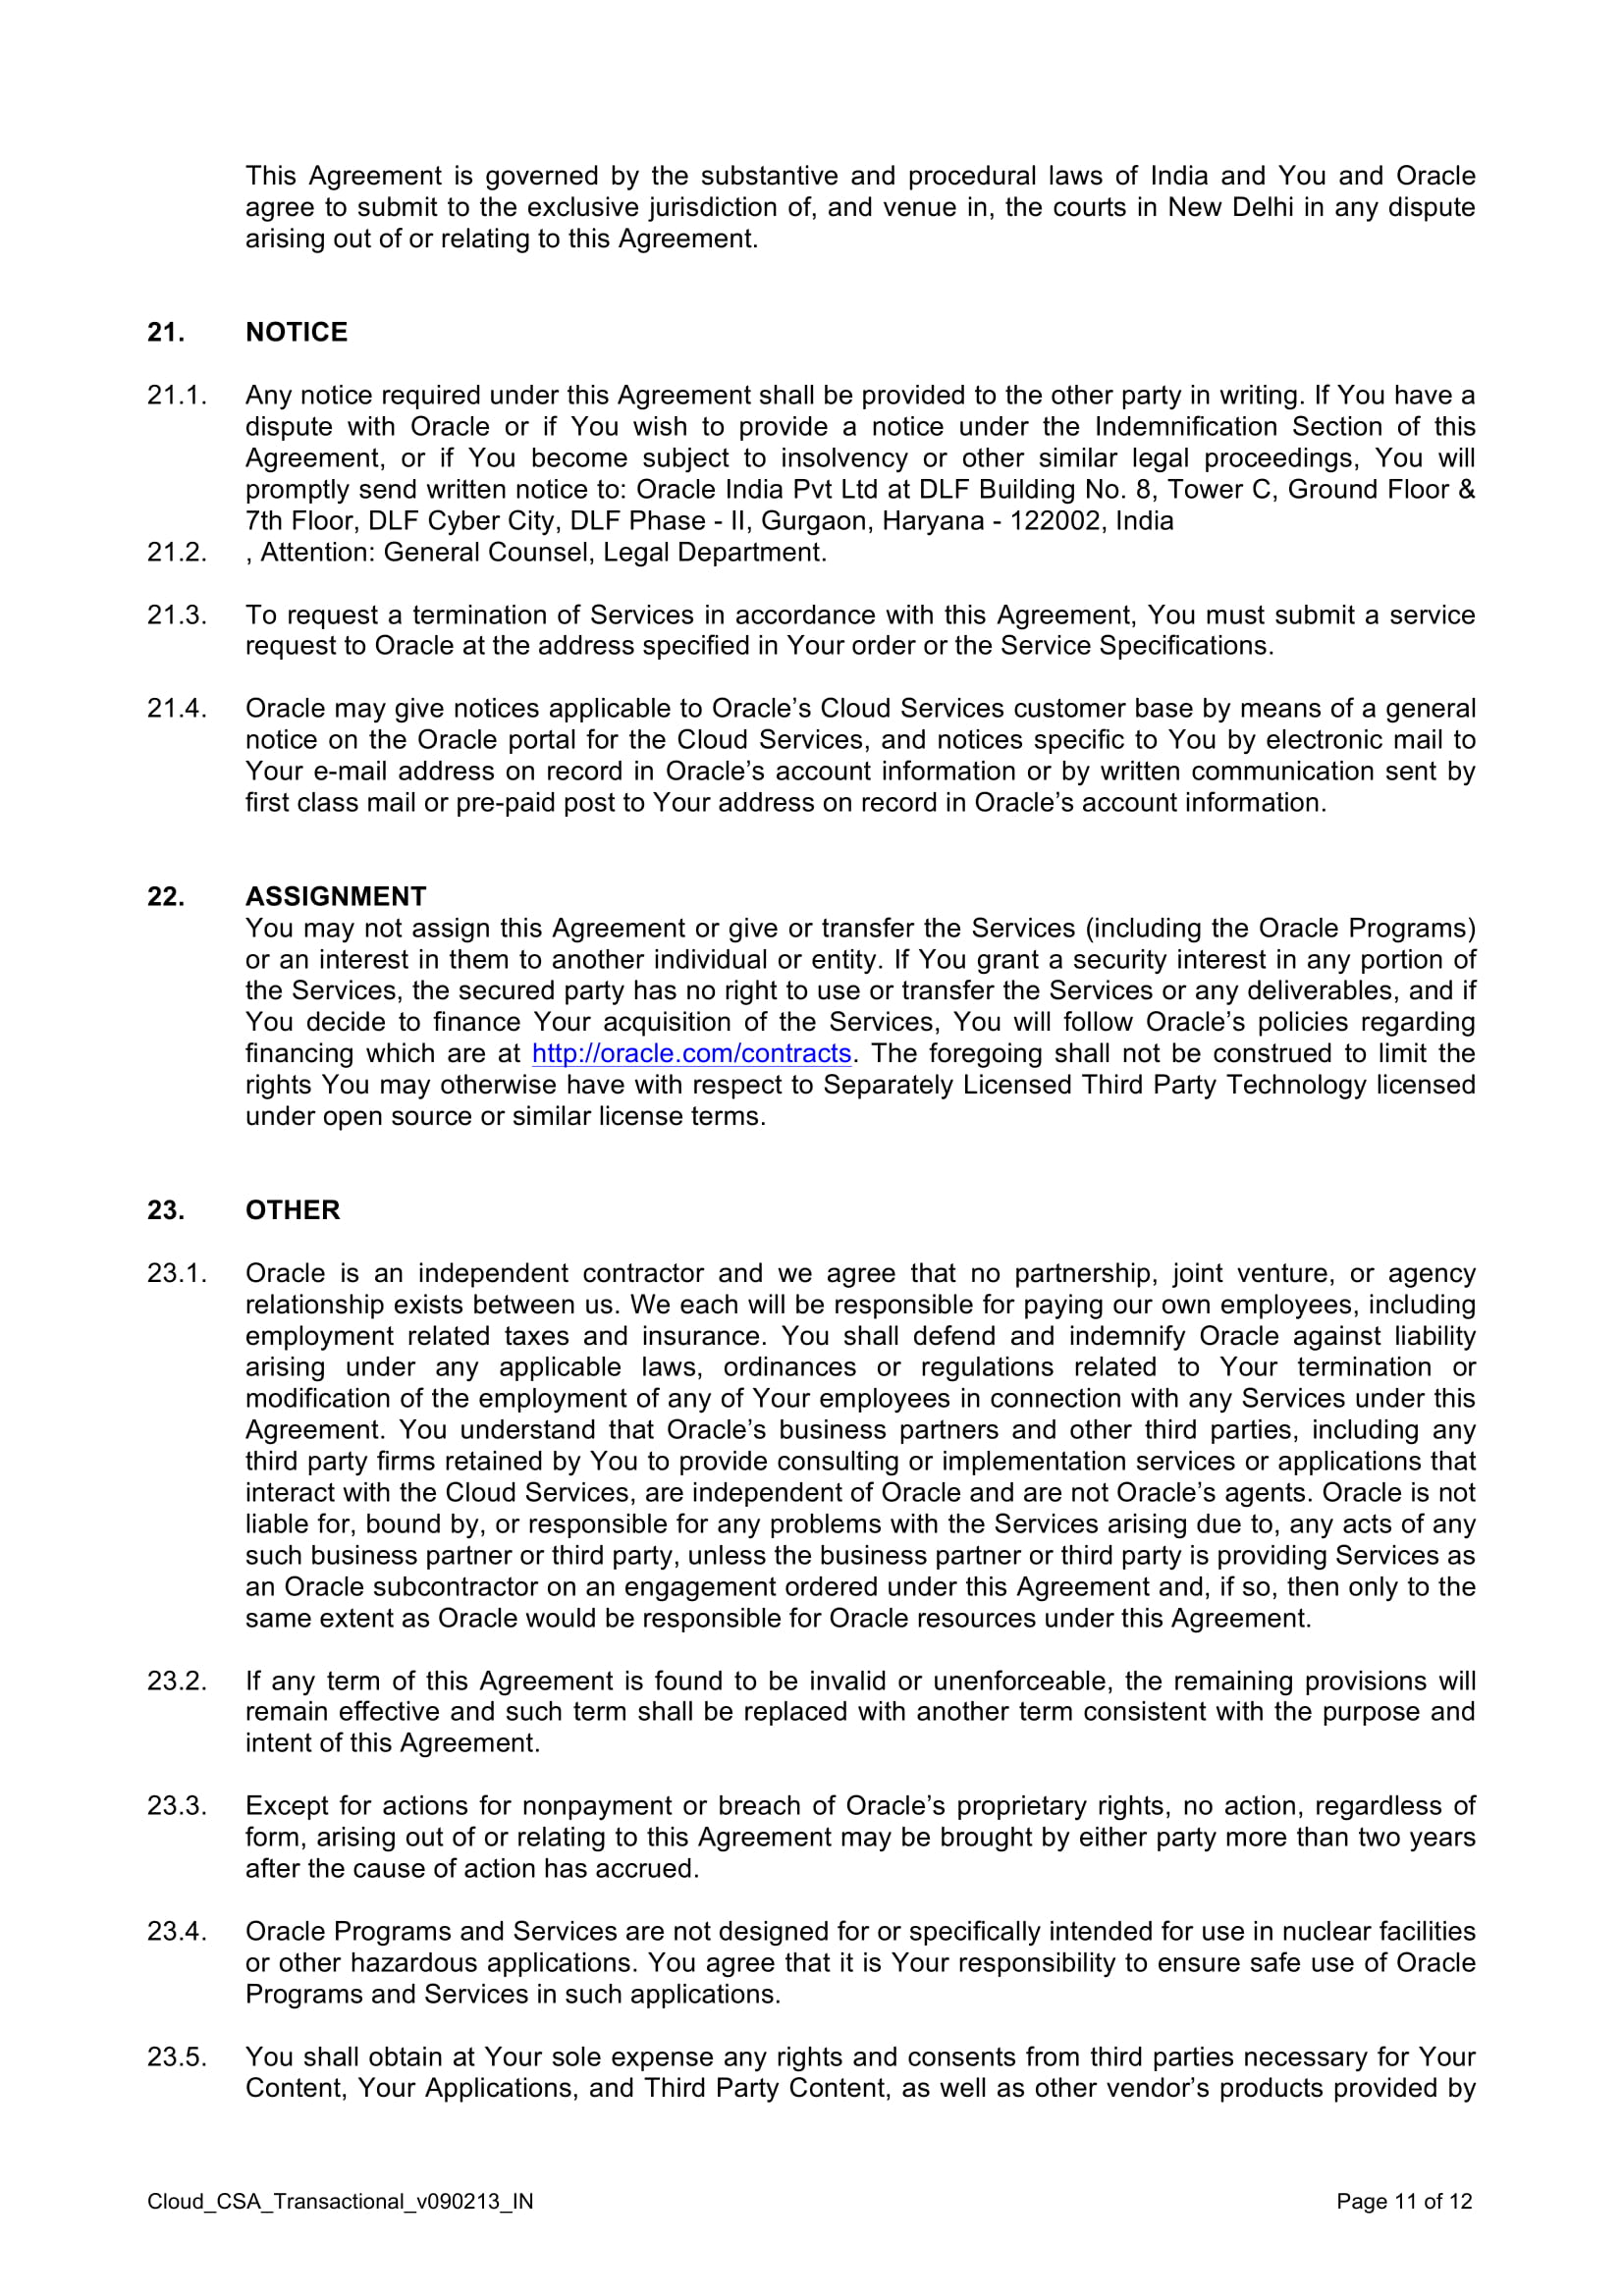 This Agreement is governed by the substantive and procedural laws of India and You and Oracle
agree to submit to the exclusive jurisdiction of, and venue in, the courts in New Delhi in any dispute
arising out of or relating to this Agreement.
21. NOTICE
21.1. Any notice required under this Agreement shall be provided to the other party in writing. If You have a
dispute with Oracle or if You wish to provide a notice under the Indemnification Section of this
Agreement, or if You become subject to insolvency or other similar legal proceedings, You will
promptly send written notice to: Oracle India Pvt Ltd at DLF Building No. 8, Tower C, Ground Floor &
7th Floor, DLF Cyber City, DLF Phase - II, Gurgaon, Haryana - 122002, India
21.2. , Attention: General Counsel, Legal Department.
21.3. To request a termination of Services in accordance with this Agreement, You must submit a service
request to Oracle at the address specified in Your order or the Service Specifications.
21.4. Oracle may give notices applicable to Oracle’s Cloud Services customer base by means of a general
notice on the Oracle portal for the Cloud Services, and notices specific to You by electronic mail to
Your e-mail address on record in Oracle’s account information or by written communication sent by
first class mail or pre-paid post to Your address on record in Oracle’s account information.
22. ASSIGNMENT
You may not assign this Agreement or give or transfer the Services (including the Oracle Programs)
or an interest in them to another individual or entity. If You grant a security interest in any portion of
the Services, the secured party has no right to use or transfer the Services or any deliverables, and if
You decide to finance Your acquisition of the Services, You will follow Oracle’s policies regarding
financing which are at http://oracle.com/contracts. The foregoing shall not be construed to limit the
rights You may otherwise have with respect to Separately Licensed Third Party Technology licensed
under open source or similar license terms.
23. OTHER
23.1. Oracle is an independent contractor and we agree that no partnership, joint venture, or agency
relationship exists between us. We each will be responsible for paying our own employees, including
employment related taxes and insurance. You shall defend and indemnify Oracle against liability
arising under any applicable laws, ordinances or regulations related to Your termination or
modification of the employment of any of Your employees in connection with any Services under this
Agreement. You understand that Oracle’s business partners and other third parties, including any
third party firms retained by You to provide consulting or implementation services or applications that
interact with the Cloud Services, are independent of Oracle and are not Oracle’s agents. Oracle is not
liable for, bound by, or responsible for any problems with the Services arising due to, any acts of any
such business partner or third party, unless the business partner or third party is providing Services as
an Oracle subcontractor on an engagement ordered under this Agreement and, if so, then only to the
same extent as Oracle would be responsible for Oracle resources under this Agreement.
23.2. If any term of this Agreement is found to be invalid or unenforceable, the remaining provisions will
remain effective and such term shall be replaced with another term consistent with the purpose and
intent of this Agreement.
23.3. Except for actions for nonpayment or breach of Oracle’s proprietary rights, no action, regardless of
form, arising out of or relating to this Agreement may be brought by either party more than two years
after the cause of action has accrued.
23.4. Oracle Programs and Services are not designed for or specifically intended for use in nuclear facilities
or other hazardous applications. You agree that it is Your responsibility to ensure safe use of Oracle
Programs and Services in such applications.
23.5. You shall obtain at Your sole expense any rights and consents from third parties necessary for Your
Content, Your Applications, and Third Party Content, as well as other vendor’s products provided by
Cloud_CSA_Transactional_v090213_IN Page 11 of 12